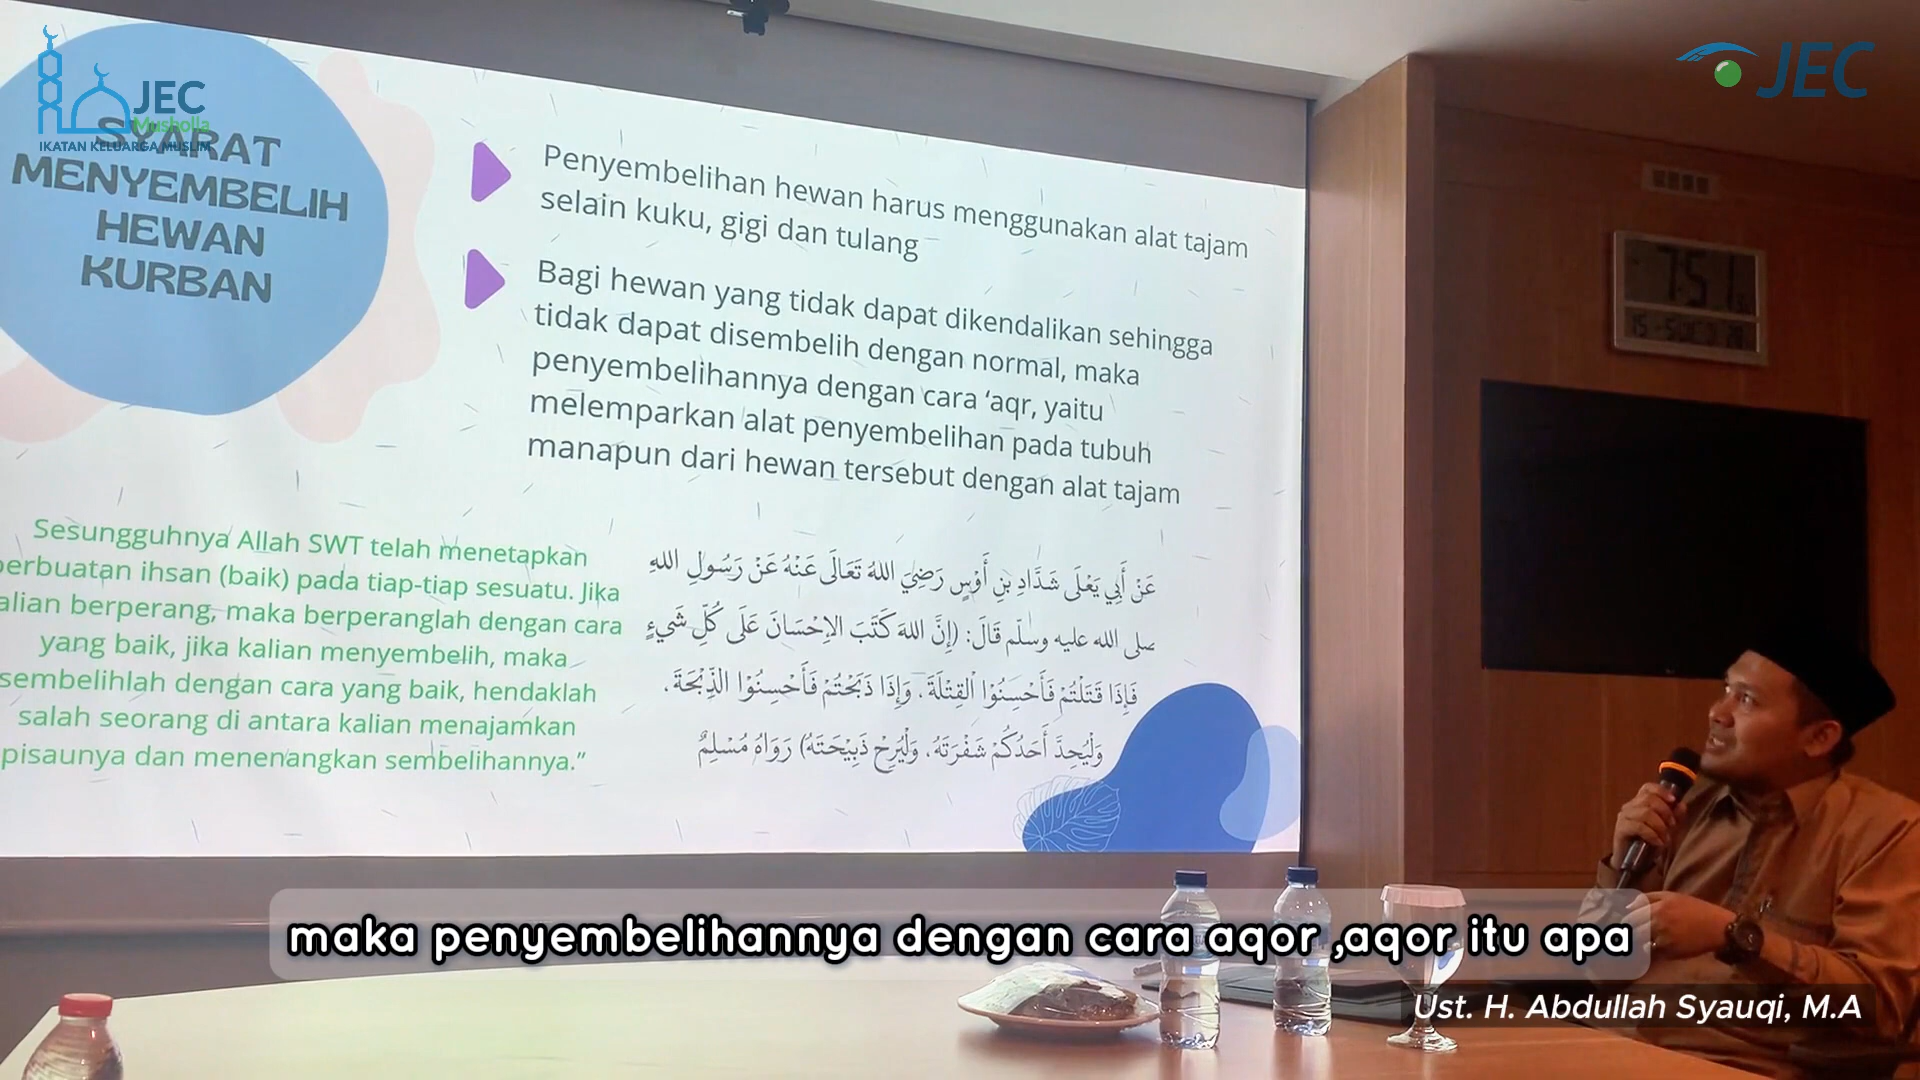 JEC
Musholla
IKATAN KELUARGA MUSLIM
JEC
SYARAT
MENYEMBELIH
HEWAN
KURBAN
Penyembelihan hewan harus menggunakan alat tajam
selain kuku, gigi dan tulang
Bagi hewan yang tidak dapat dikendalikan sehingga
tidak dapat disembelih dengan normal, maka
penyembelihannya dengan cara ‘aqr, yaitu
melemparkan alat penyembelihan pada tubuh
manapun dari hewan tersebut dengan alat tajam
Sesungguhnya Allah SWT telah menetapkan
perbuatan ihsan (baik) pada tiap-tiap sesuatu. Jika
alian berperang, maka berperanglah dengan cara
yang baik, jika kalian menyembelih, maka
sembelihlah dengan cara yang baik, hendaklah
salah seorang di antara kalian menajamkan
pisaunya dan menenangkan sembelihannya.”
عَنْ أَبِي يَعْلَى شَدَّادِ بنِ أَوْسٍ رَضِيَ اللهُ تَعَالَى عَنْهُ عَنْ رَسُولِ اللهِ
صلى الله عليه وسلّم قَالَ: (إِنَّ اللهَ كَتَبَ الإِحْسَانَ عَلَى كُلِّ شَيءٍ
فَإِذَا قَتَلْتُمْ فَأَحْسِنُوْا الْقِتْلَةَ، وَإِذَا ذَبَحْتُمْ فَأَحْسِنُوْا الذِّبْحَةَ،
وَلْيُحِدَّ أَحَدُكُمْ شَفْرَتَهُ، وَلْيُرِحْ ذَبِيْحَتَهُ) رَوَاهُ مُسْلِمٌ
7:51
maka penyembelihannya dengan cara aqor ,aqor itu apa
Ust. H. Abdullah Syauqi, M.A